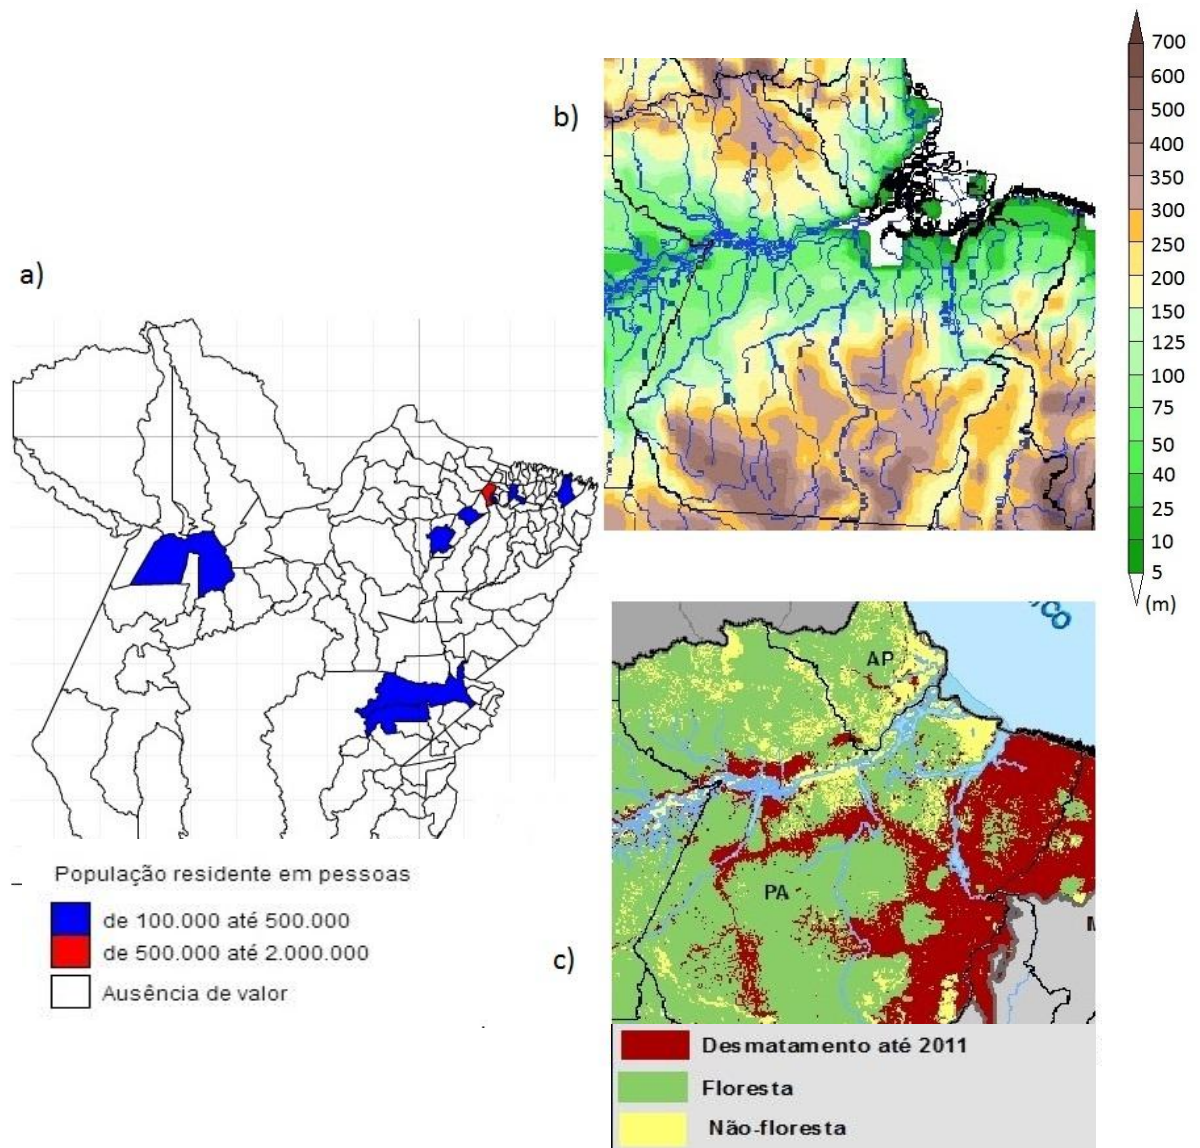 a)
População residente em pessoas
de 100.000 até 500.000
de 500.000 até 2.000.000
Ausência de valor
b)
700
600
500
400
350
300
250
200
150
125
100
75
50
40
25
10
5
(m)
c)
AP
PA
M
ICO
Desmatamento até 2011
Floresta
Não-floresta